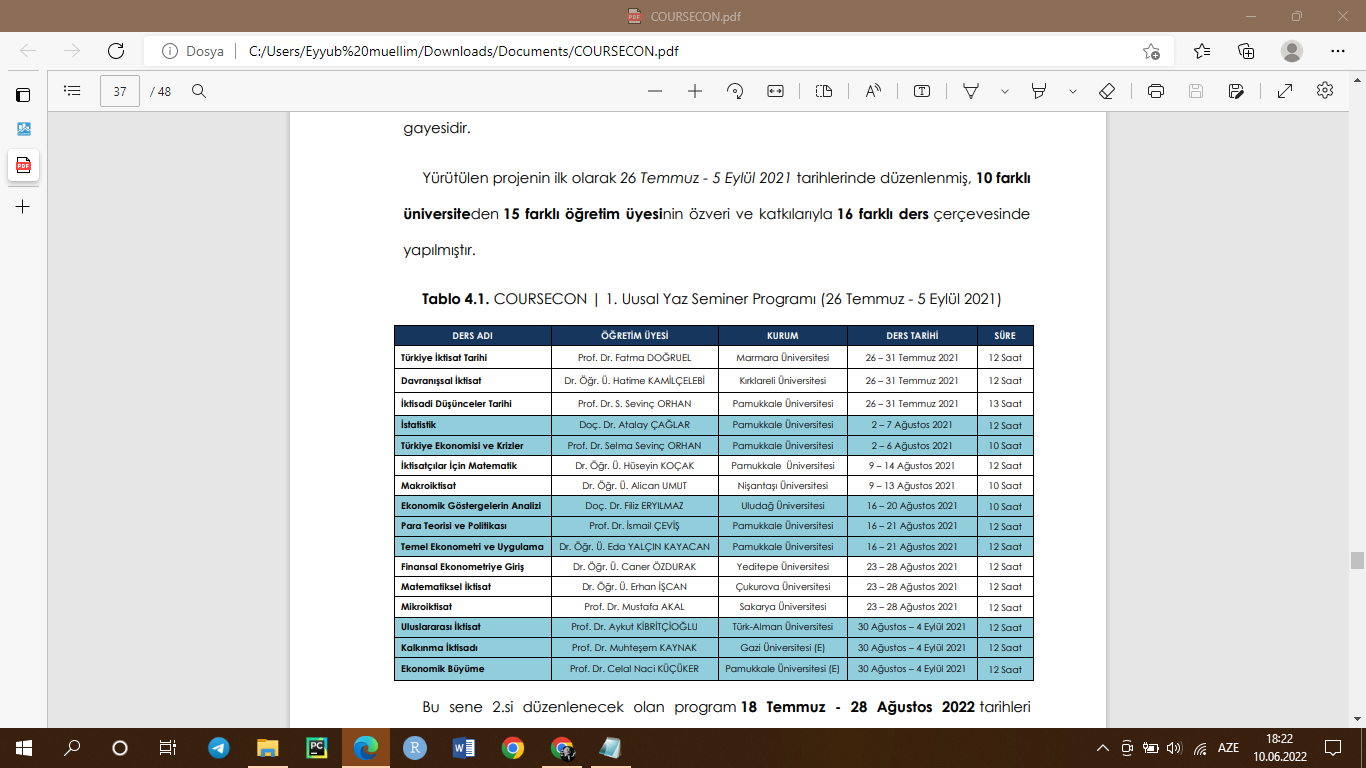 COURSECON.pdf
Dosya C:/Users/Eyyub%20muellim/Downloads/Documents/COURSECON.pdf
37 / 48
gayesidir.
Yürütülen projenin ilk olarak 26 Temmuz - 5 Eylül 2021 tarihlerinde düzenlenmiş, 10 farklı
üniversiteden 15 farklı öğretim üyesinin özveri ve katkılarıyla 16 farklı ders çerçevesinde
yapılmıştır.
Tablo 4.1. COURSECON | 1. Uusal Yaz Seminer Programı (26 Temmuz - 5 Eylül 2021)
DERS ADI ÖĞRETİM ÜYESİ KURUM DERS TARİHİ SÜRE
Türkiye İktisat Tarihi Prof. Dr. Fatma DOĞRUEL Marmara Üniversitesi 26 – 31 Temmuz 2021 12 Saat
Davranışsal İktisat Dr. Öğr. Ü. Hatime KAMİLÇELEBİ Kırklareli Üniversitesi 26 – 31 Temmuz 2021 12 Saat
İktisadi Düşünceler Tarihi Prof. Dr. S. Sevinç ORHAN Pamukkale Üniversitesi 26 – 31 Temmuz 2021 13 Saat
İstatistik Doç. Dr. Atalay ÇAĞLAR Pamukkale Üniversitesi 2 – 7 Ağustos 2021 12 Saat
Türkiye Ekonomisi ve Krizler Prof. Dr. Selma Sevinç ORHAN Pamukkale Üniversitesi 2 – 6 Ağustos 2021 10 Saat
İktisatçılar İçin Matematik Dr. Öğr. Ü. Hüseyin KOÇAK Pamukkale Üniversitesi 9 – 14 Ağustos 2021 12 Saat
Makroiktisat Dr. Öğr. Ü. Alican UMUT Nişantaşı Üniversitesi 9 – 13 Ağustos 2021 10 Saat
Ekonomik Göstergelerin Analizi Doç. Dr. Filiz ERYILMAZ Uludağ Üniversitesi 16 – 20 Ağustos 2021 10 Saat
Para Teorisi ve Politikası Prof. Dr. İsmail ÇEVİŞ Pamukkale Üniversitesi 16 – 21 Ağustos 2021 12 Saat
Temel Ekonometri ve Uygulama Dr. Öğr. Ü. Eda YALÇIN KAYACAN Pamukkale Üniversitesi 16 – 21 Ağustos 2021 12 Saat
Finansal Ekonometriye Giriş Dr. Öğr. Ü. Caner ÖZDURAK Yeditepe Üniversitesi 23 – 28 Ağustos 2021 12 Saat
Matematiksel İktisat Dr. Öğr. Ü. Erhan İŞCAN Çukurova Üniversitesi 23 – 28 Ağustos 2021 12 Saat
Mikroiktisat Prof. Dr. Mustafa AKAL Sakarya Üniversitesi 23 – 28 Ağustos 2021 12 Saat
Uluslararası İktisat Prof. Dr. Aykut KİBRİTÇİOĞLU Türk-Alman Üniversitesi 30 Ağustos – 4 Eylül 2021 12 Saat
Kalkınma İktisadı Prof. Dr. Muhteşem KAYNAK Gazi Üniversitesi (E) 30 Ağustos – 4 Eylül 2021 12 Saat
Ekonomik Büyüme Prof. Dr. Celal Naci KÜÇÜKER Pamukkale Üniversitesi (E) 30 Ağustos – 4 Eylül 2021 12 Saat
Bu sene 2.si düzenlenecek olan program 18 Temmuz - 28 Ağustos 2022 tarihleri
AZE
18:22
10.06.2022